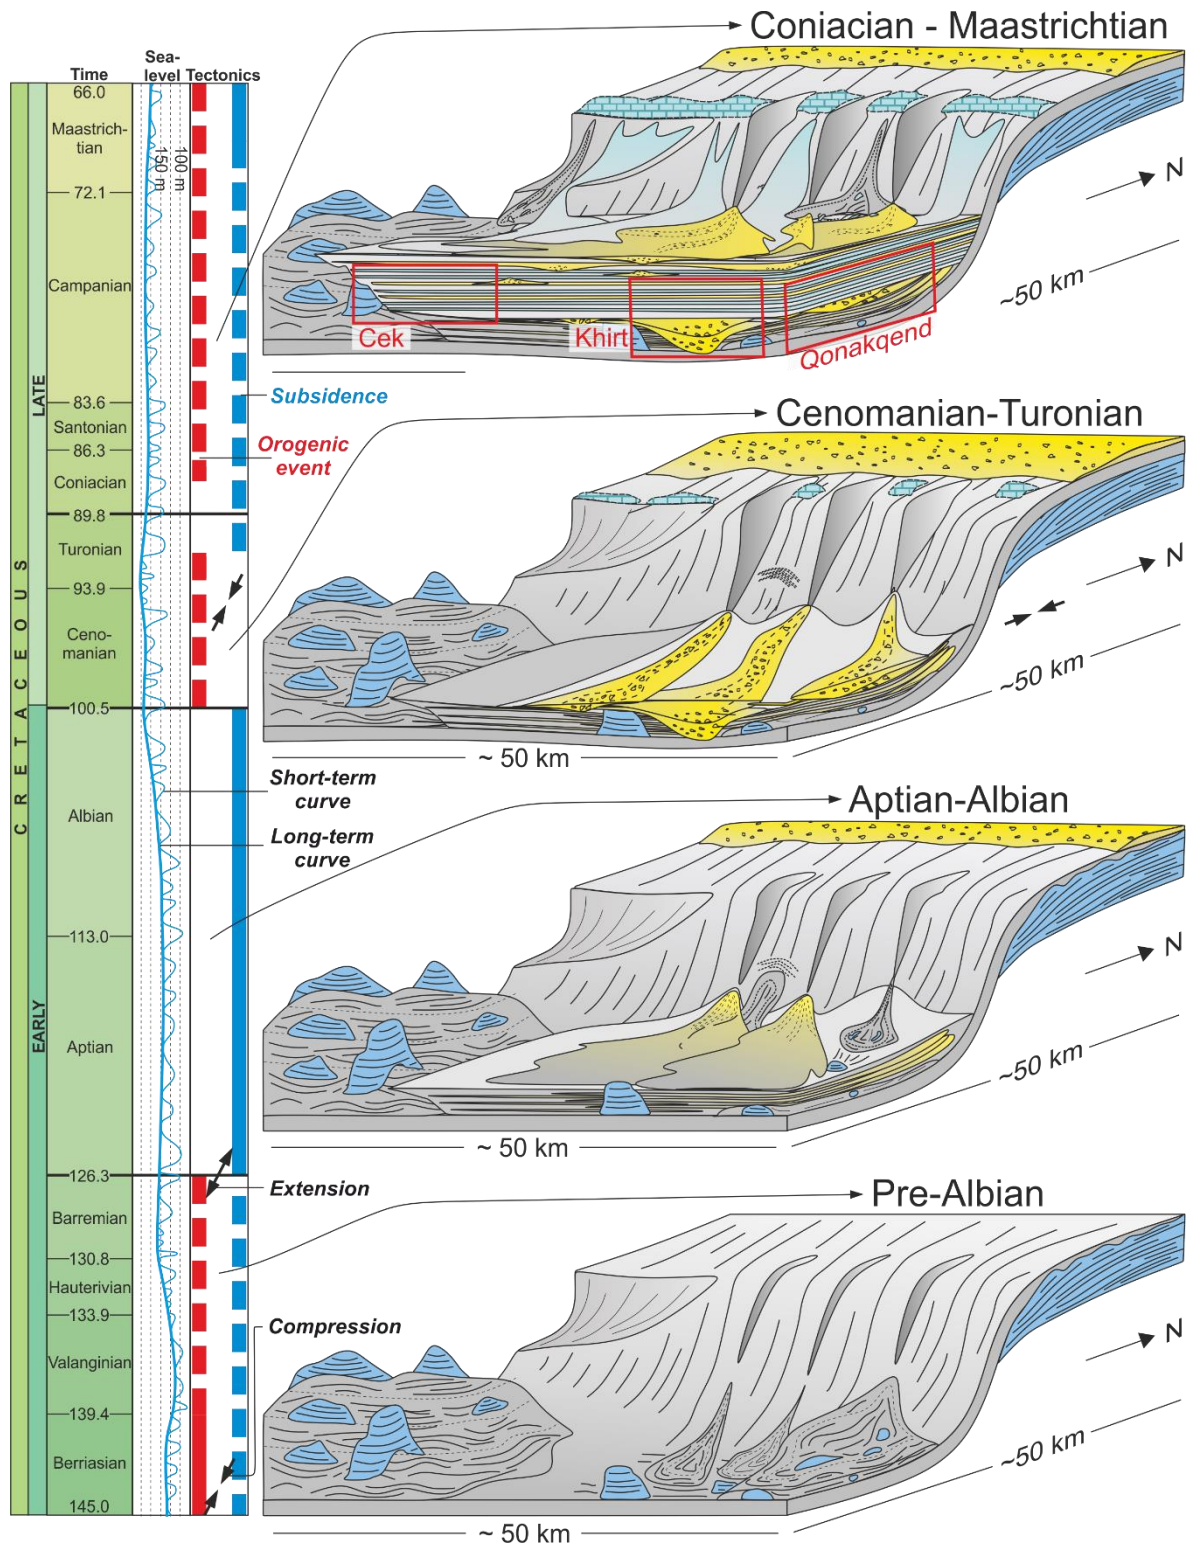 Coniacian - Maastrichtian
Sea-
level
Time
Tectonics
66.0
Maastrich-
tian
150 m
100 m
72.1
N
Campanian
~50 km
Cek
Khirt
Qonakqend
LATE
83.6
Subsidence
Cenomanian-Turonian
Santonian
Orogenic
event
86.3
Coniacian
89.8
Turonian
N
CRETACEOUS
93.9
Ceno-
manian
~50 km
100.5
~ 50 km
Short-term
curve
Aptian-Albian
Albian
Long-term
curve
113.0
N
EARLY
Aptian
~50 km
~ 50 km
126.3
Extension
Pre-Albian
Barremian
130.8
Hauterivian
133.9
Compression
N
Valanginian
139.4
~50 km
Berriasian
145.0
~ 50 km